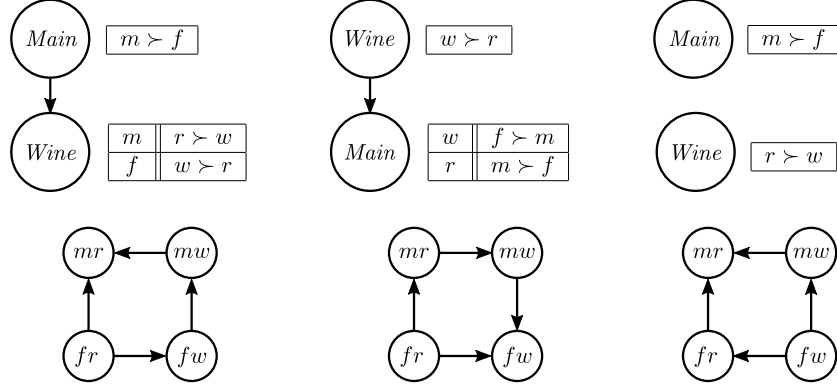 Main m ≻ f Wine w ≻ r Main m ≻ f
Wine m r ≻ w Main w f ≻ m Wine r ≻ w
f w ≻ r r m ≻ f
mr mw mr mw mr mw
fr fw fr fw fr fw